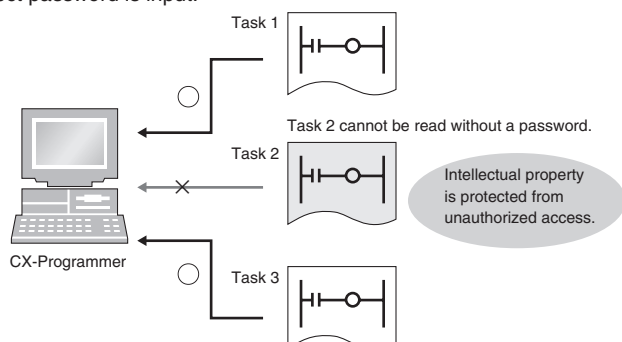 password is input.
Task 1
Task 2 cannot be read without a password.
Task 2
Intellectual property
is protected from
unauthorized access.
CX-Programmer
Task 3